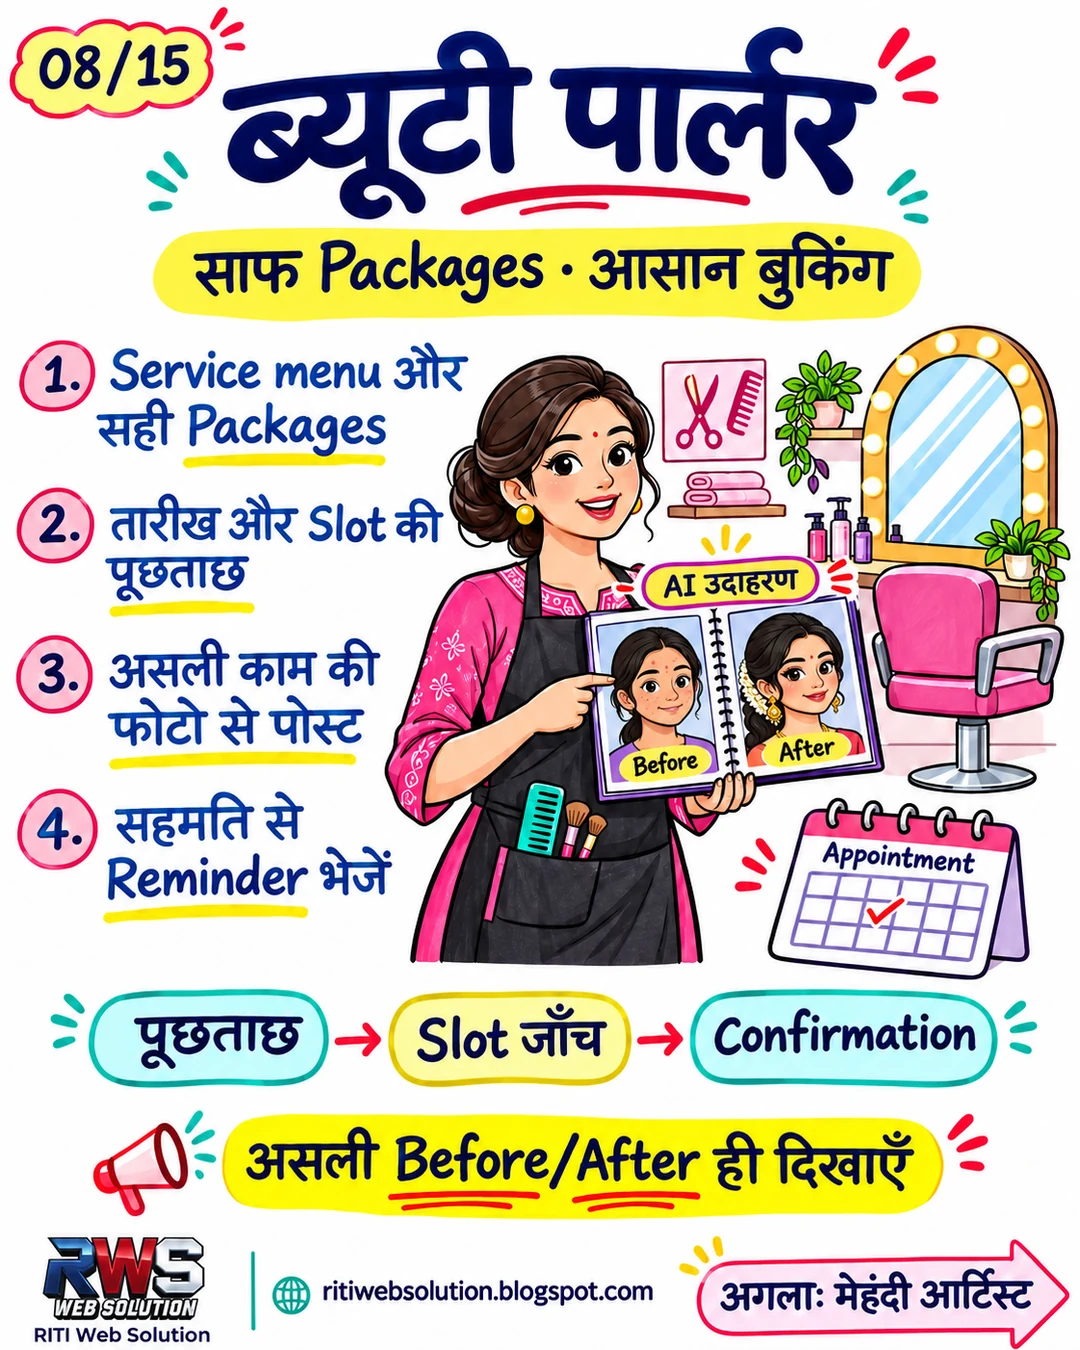 08/15
ब्यूटी पार्लर
साफ Packages · आसान बुकिंग
1. Service menu और
सही Packages
2. तारीख और Slot की
पूछताछ
3. असली काम की
फोटो से पोस्ट
4. सहमति से
Reminder भेजें
AI उदाहरण
Before
After
Appointment
पूछताछ → Slot जाँच → Confirmation
असली Before/After ही दिखाएँ
RWS
WEB SOLUTION
RITI Web Solution
ritiwebsolution.blogspot.com
अगला: मेहंदी आर्टिस्ट